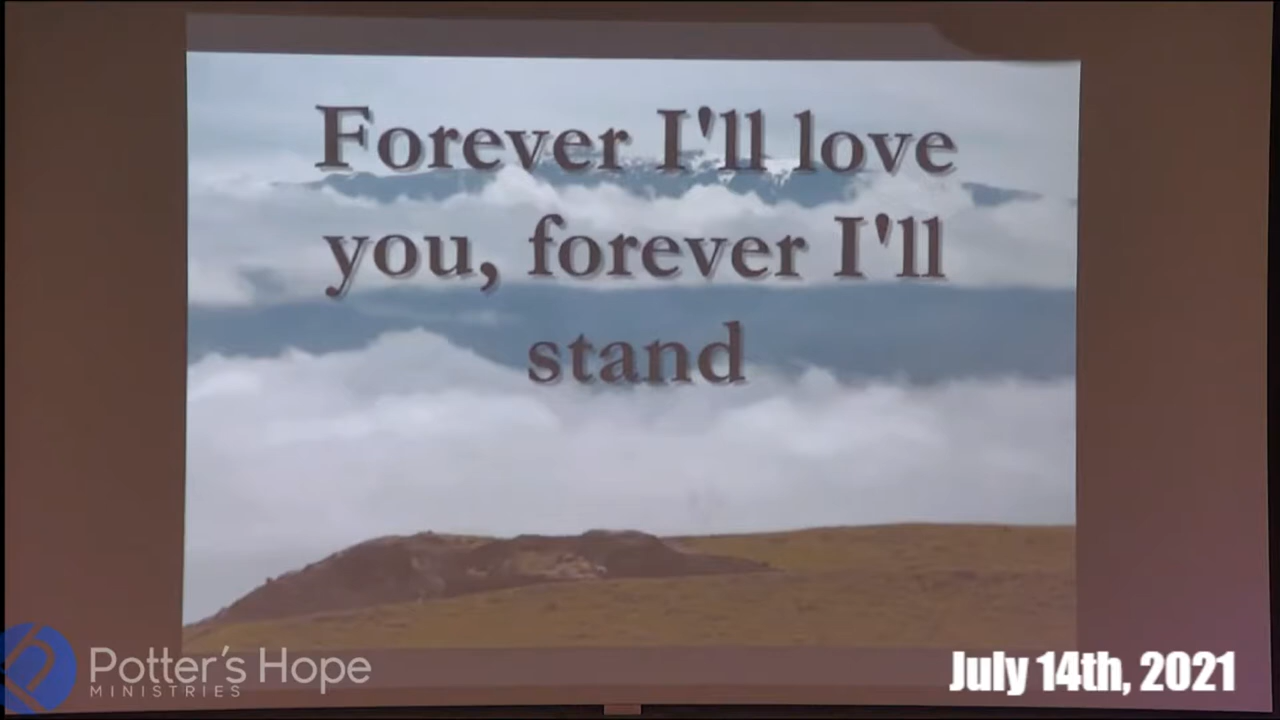 Forever I'll love
you, forever I'll
stand
Potter's Hope
MINISTRIES
July 14th, 2021